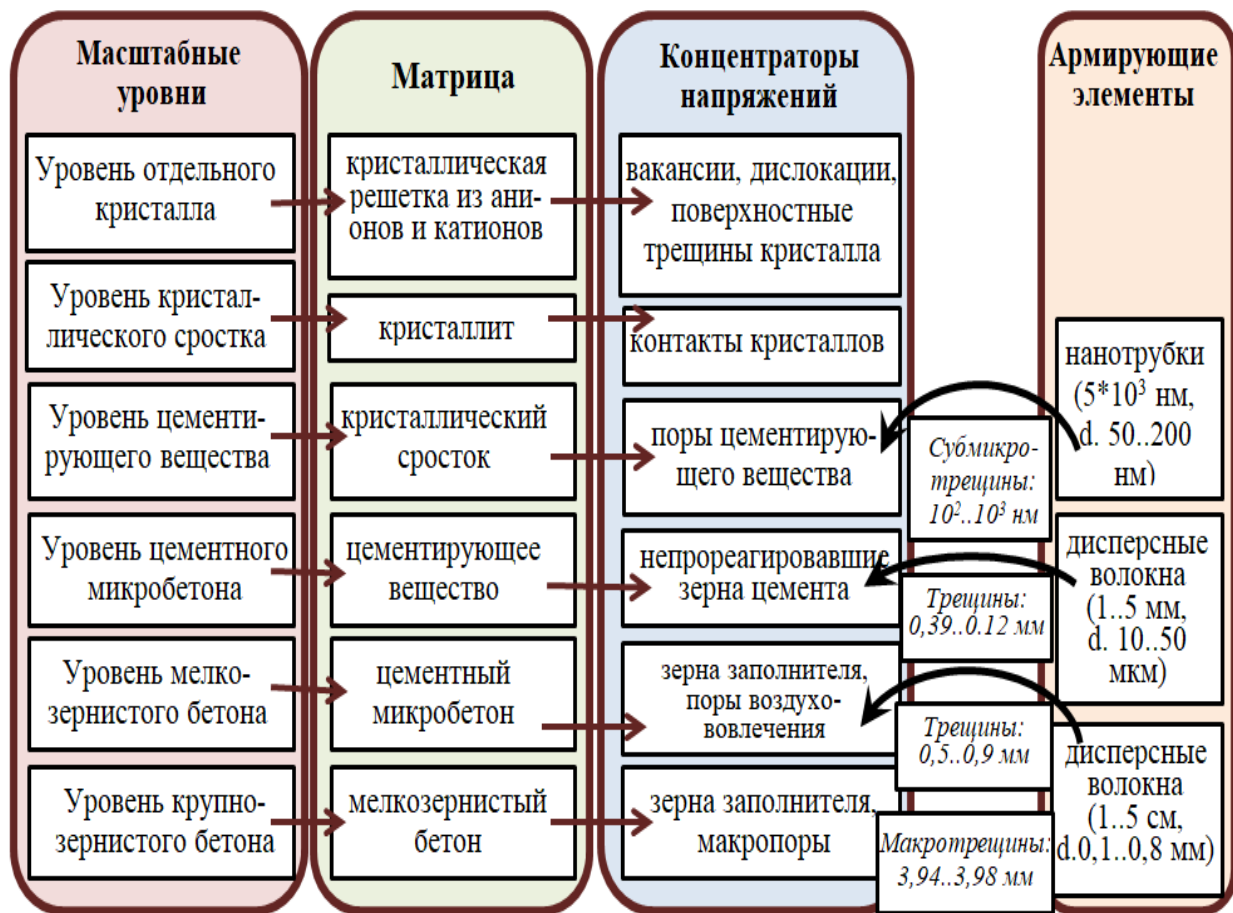 Масштабные
уровни
Уровень отдельного
кристалла
Уровень кристал-
лического сростка
Уровень цементи-
рующего вещества
Уровень цементного
микробетона
Уровень мелко-
зернистого бетона
Уровень крупно-
зернистого бетона
Матрица
кристаллическая
решетка из ани-
онов и катионов
кристаллит
кристаллический
сросток
цементирующее
вещество
цементный
микробетон
мелкозернистый
бетон
Концентраторы
напряжений
вакансии, дислокации,
поверхностные
трещины кристалла
контакты кристаллов
поры цементирую-
щего вещества
непрореагировавшие
зерна цемента
зерна заполнителя,
поры воздухо-
вовлечения
зерна заполнителя,
макропоры
Субмикро-
трещины:
10²..10³ нм
Трещины:
0,39..0.12 мм
Трещины:
0,5..0,9 мм
Макротрещины:
3,94..3,98 мм
Армирующие
элементы
нанотрубки
(5*10³ нм,
d. 50..200
нм)
дисперсные
волокна
(1..5 мм,
d. 10..50
мкм)
дисперсные
волокна
(1..5 см,
d.0,1..0,8 мм)